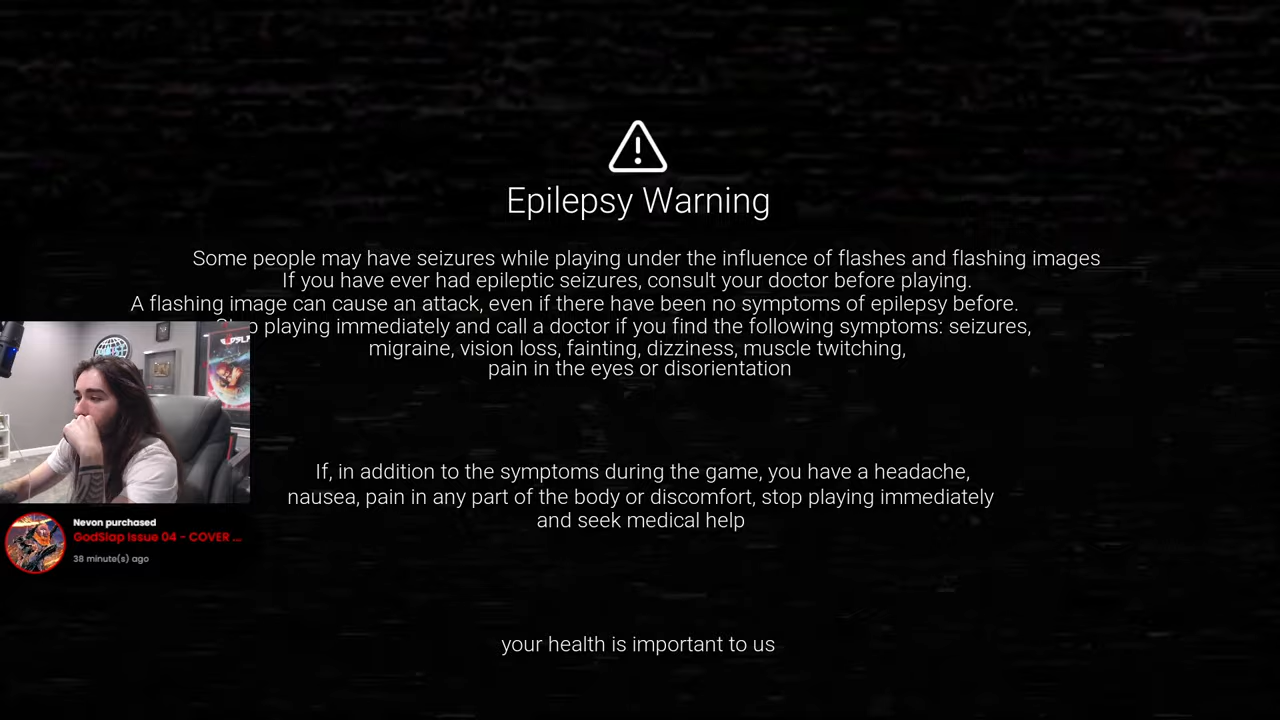 Epilepsy Warning
Some people may have seizures while playing under the influence of flashes and flashing images
If you have ever had epileptic seizures, consult your doctor before playing.
A flashing image can cause an attack, even if there have been no symptoms of epilepsy before.
playing immediately and call a doctor if you find the following symptoms: seizures,
migraine, vision loss, fainting, dizziness, muscle twitching,
pain in the eyes or disorientation
If, in addition to the symptoms during the game, you have a headache,
nausea, pain in any part of the body or discomfort, stop playing immediately
and seek medical help
Nevon purchased
GodSlap Issue 04 - COVER ...
38 minute(s) ago
your health is important to us